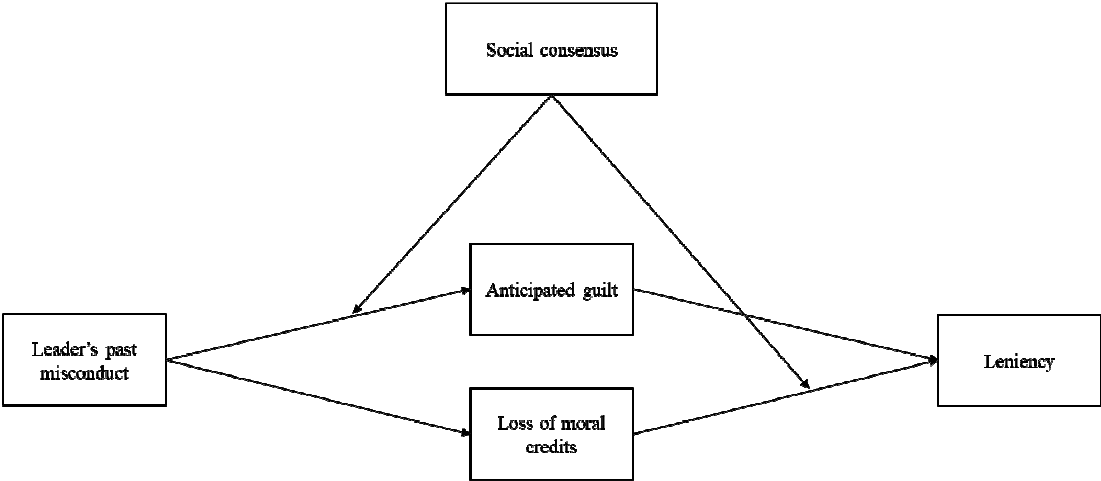 Social consensus
Anticipated guilt
Leader’s past
misconduct
Leniency
Loss of moral
credits